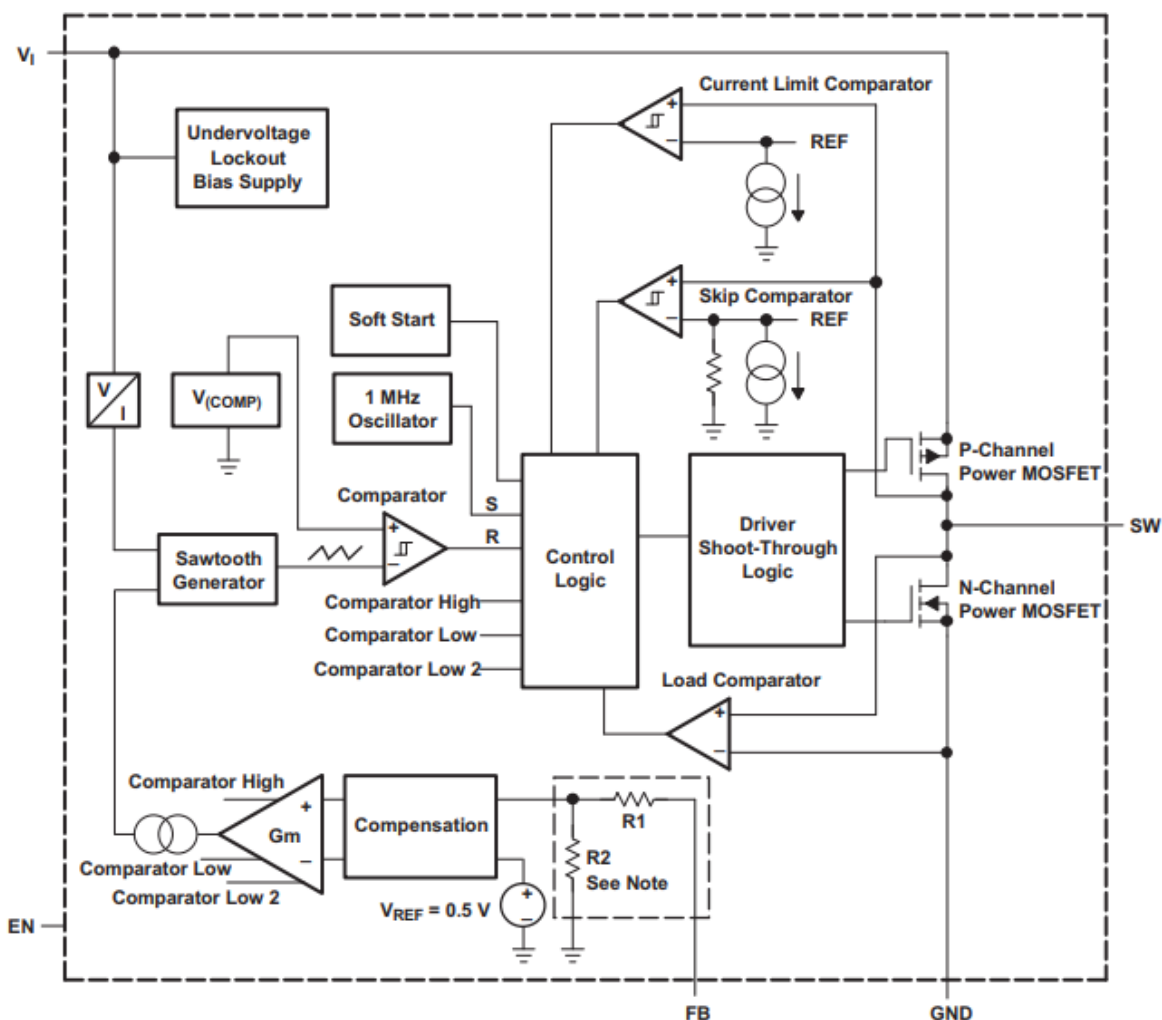 V_I
Undervoltage
Lockout
Bias Supply
Current Limit Comparator
+
–
REF
Skip Comparator
+
–
REF
Soft Start
V
I
V_(COMP)
1 MHz
Oscillator
P-Channel
Power MOSFET
Comparator
+
–
S
R
Sawtooth
Generator
Control
Logic
Driver
Shoot-Through
Logic
SW
N-Channel
Power MOSFET
Comparator High
Comparator Low
Comparator Low 2
Load Comparator
+
–
Comparator High
+
Gm
–
Comparator Low
Comparator Low 2
Compensation
R1
R2
See Note
V_REF = 0.5 V
+
–
EN
FB
GND